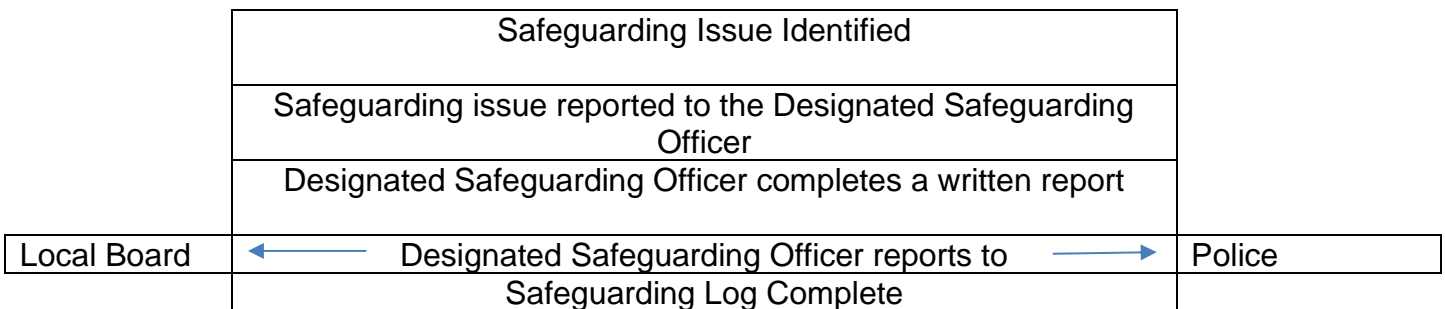 Safeguarding Issue Identified
Safeguarding issue reported to the Designated Safeguarding
Officer
Designated Safeguarding Officer completes a written report
Local Board
Designated Safeguarding Officer reports to
Police
Safeguarding Log Complete